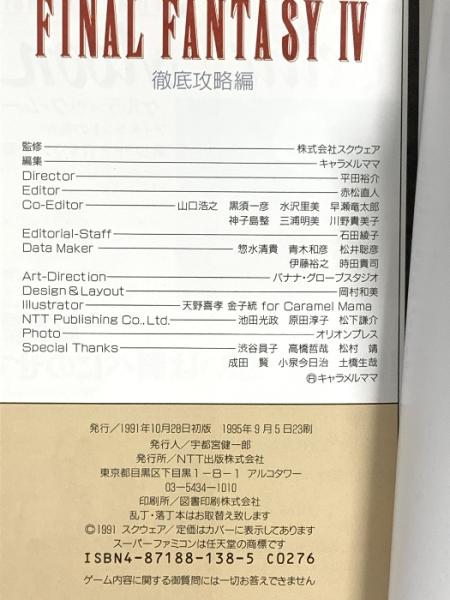 FINAL FANTASY IV
徹底攻略編
監修 株式会社スクウェア
編集 キャラメルママ
Director 平田裕介
Editor 赤松直人
Co-Editor 山口浩之 黒須一彦 水沢里美 早瀬竜太郎
神子島整 三浦明美 川野貴美子
Editorial-Staff 石田綾子
Data Maker 惣水清貴 青木和彦 松井聡彦
伊藤裕之 時田貴司
Art-Direction バナナ・グローブスタジオ
Design & Layout 岡村和美
Illustrator 天野喜孝 金子統 for Caramel Mama
NTT Publishing Co., Ltd. 池田光政 原田淳子 松下謙介
Photo オリオンプレス
Special Thanks 渋谷員子 高橋哲哉 松村 靖
成田 賢 小泉今日治 土橋生哉
Ⓡキャラメルママ
発行/1991年10月28日初版 1995年9月5日23刷
発行人/宇都宮健一郎
発行所/NTT出版株式会社
東京都目黒区下目黒1-8-1 アルコタワー
03-5434-1010
印刷所/図書印刷株式会社
乱丁・落丁本はお取替え致します
©1991 スクウェア/定価はカバーに表示してあります
スーパーファミコンは任天堂の商標です
ISBN4-87188-138-5 C0276
ゲーム内容に関する御質問には一切お答えできません